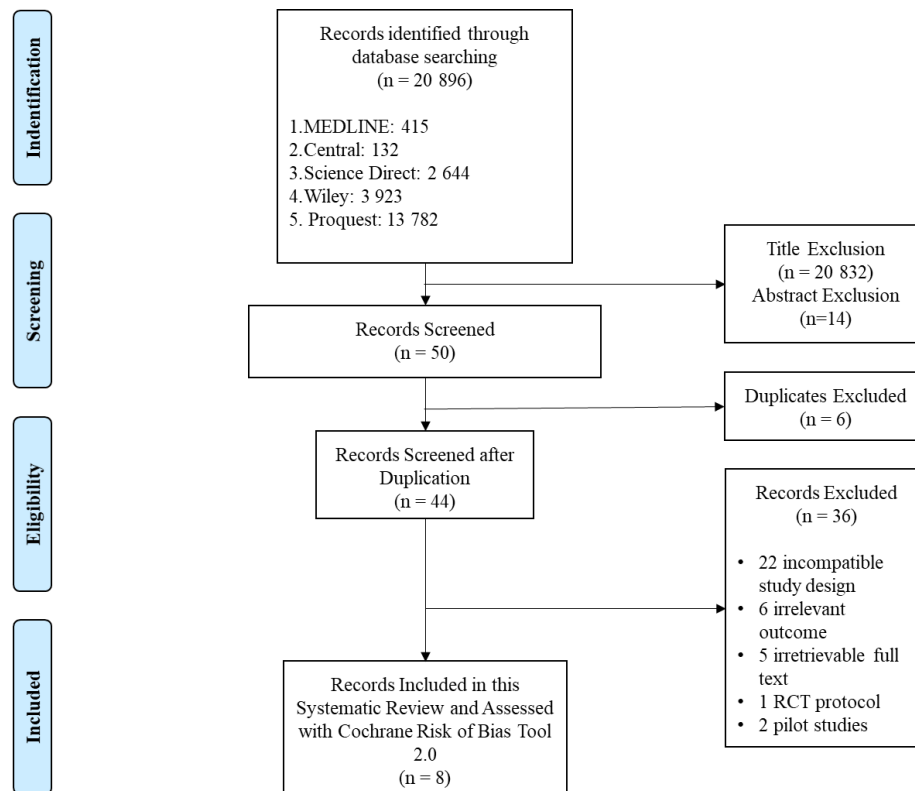 Indentification
Records identified through
database searching
(n = 20 896)
1.MEDLINE: 415
2.Central: 132
3.Science Direct: 2 644
4.Wiley: 3 923
5. Proquest: 13 782
Screening
Title Exclusion
(n = 20 832)
Abstract Exclusion
(n=14)
Records Screened
(n = 50)
Duplicates Excluded
(n = 6)
Eligibility
Records Screened after
Duplication
(n = 44)
Records Excluded
(n = 36)
• 22 incompatible
study design
• 6 irrelevant
outcome
• 5 irretrievable full
text
• 1 RCT protocol
• 2 pilot studies
Included
Records Included in this
Systematic Review and Assessed
with Cochrane Risk of Bias Tool
2.0
(n = 8)